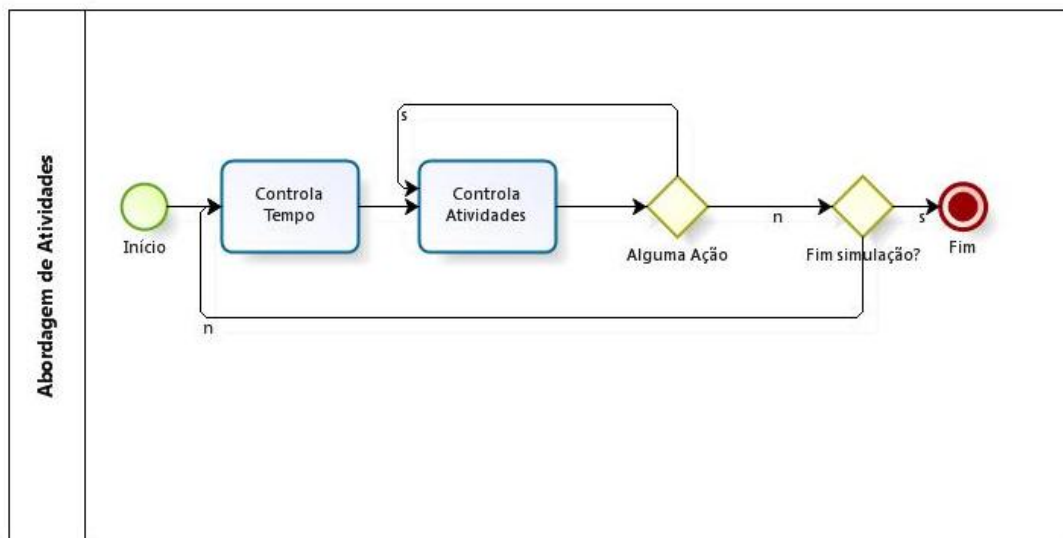 Abordagem de Atividades
Início
Controla
Tempo
Controla
Atividades
s
Alguma Ação
n
Fim simulação?
s
Fim
n